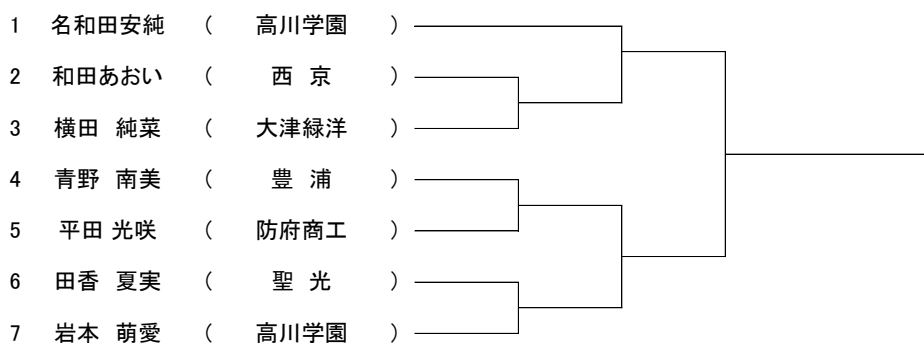 1 名和田安純 ( 高川学園 )
2 和田あおい ( 西 京 )
3 横田 純菜 ( 大津緑洋 )
4 青野 南美 ( 豊 浦 )
5 平田 光咲 ( 防府商工 )
6 田香 夏実 ( 聖 光 )
7 岩本 萌愛 ( 高川学園 )